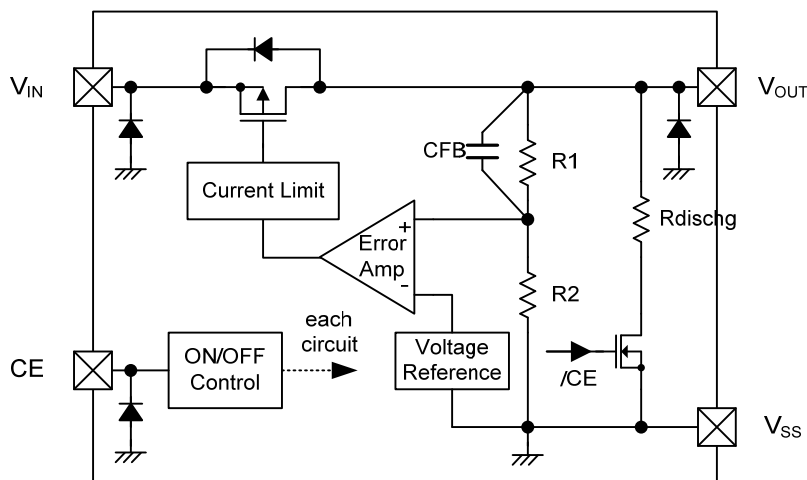 VIN
VOUT
CFB
R1
Current Limit
Rdischg
+
Error
Amp
-
R2
each
circuit
CE
ON/OFF
Control
Voltage
Reference
/CE
VSS